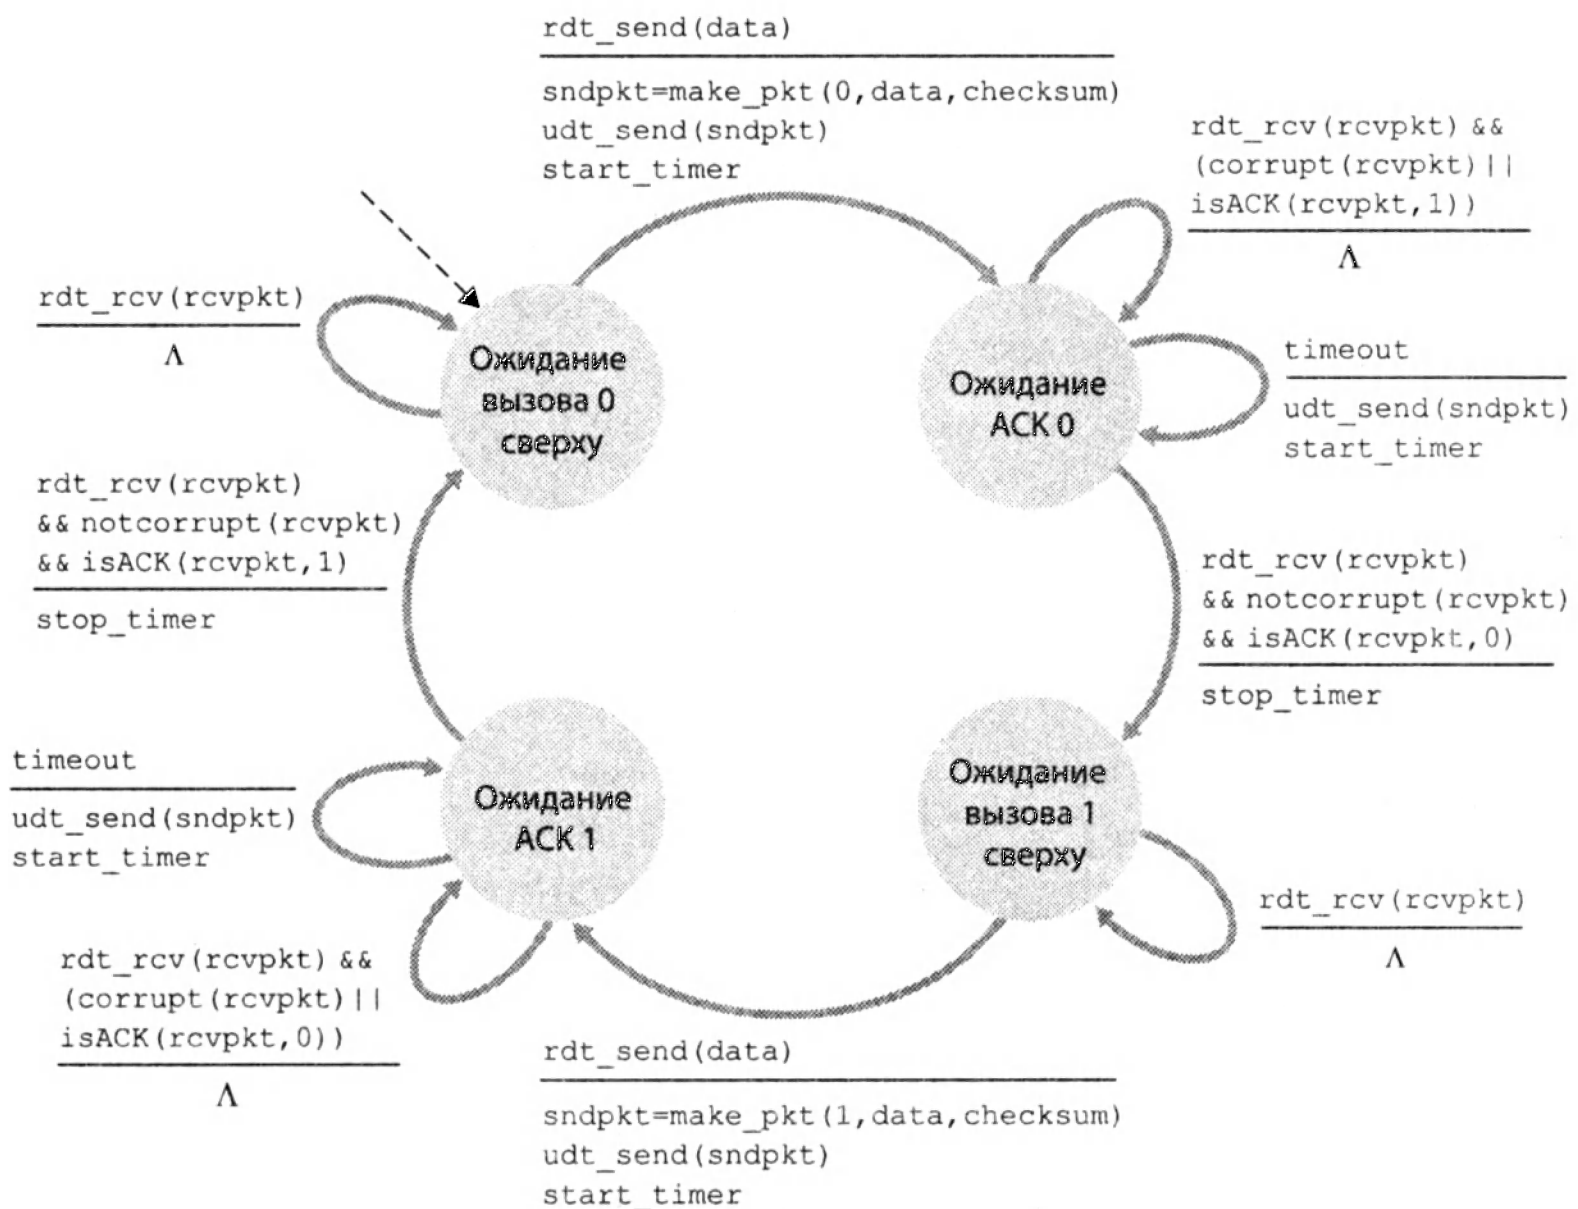 rdt_send(data)
sndpkt=make_pkt(0,data,checksum)
udt_send(sndpkt)
start_timer
rdt_rcv(rcvpkt) &&
(corrupt(rcvpkt)||
isACK(rcvpkt,1))
Λ
rdt_rcv(rcvpkt)
Λ
Ожидание
вызова 0
сверху
Ожидание
ACK 0
timeout
udt_send(sndpkt)
start_timer
rdt_rcv(rcvpkt)
&& notcorrupt(rcvpkt)
&& isACK(rcvpkt,1)
stop_timer
rdt_rcv(rcvpkt)
&& notcorrupt(rcvpkt)
&& isACK(rcvpkt,0)
stop_timer
timeout
udt_send(sndpkt)
start_timer
Ожидание
ACK 1
Ожидание
вызова 1
сверху
rdt_rcv(rcvpkt)
Λ
rdt_rcv(rcvpkt) &&
(corrupt(rcvpkt)||
isACK(rcvpkt,0))
Λ
rdt_send(data)
sndpkt=make_pkt(1,data,checksum)
udt_send(sndpkt)
start_timer